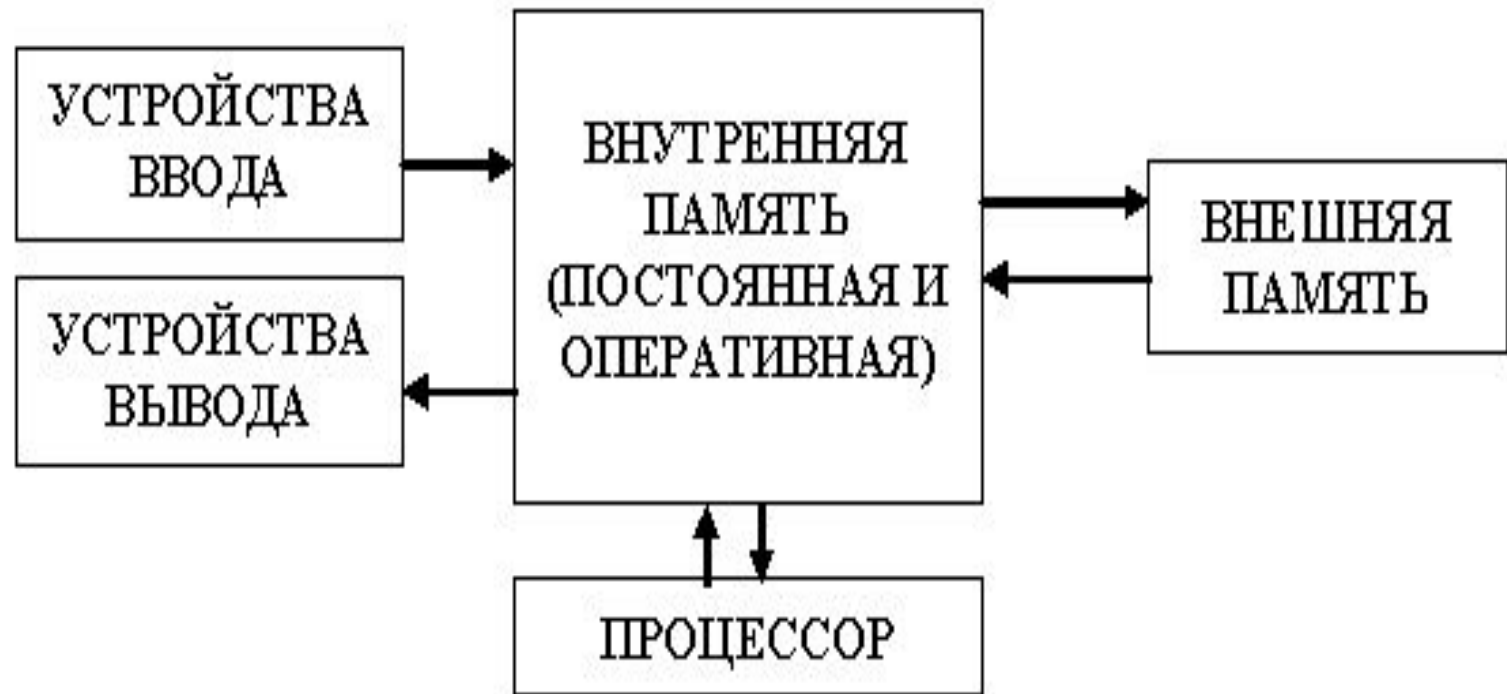 УСТРОЙСТВА
ВВОДА
УСТРОЙСТВА
ВЫВОДА
ВНУТРЕННЯЯ
ПАМЯТЬ
(ПОСТОЯННАЯ И
ОПЕРАТИВНАЯ)
ВНЕШНЯЯ
ПАМЯТЬ
ПРОЦЕССОР